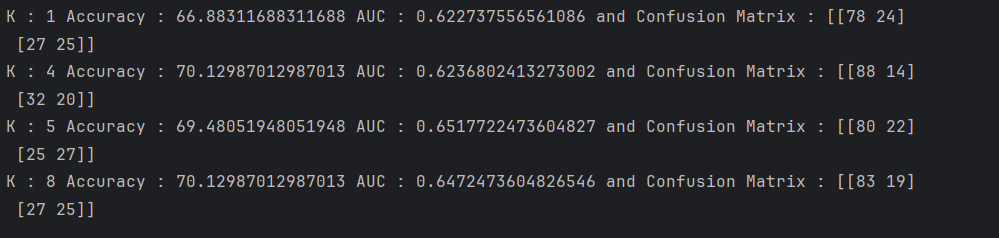 K : 1 Accuracy : 66.88311688311688 AUC : 0.622737556561086 and Confusion Matrix : [[78 24]
 [27 25]]
K : 4 Accuracy : 70.12987012987013 AUC : 0.6236802413273002 and Confusion Matrix : [[88 14]
 [32 20]]
K : 5 Accuracy : 69.48051948051948 AUC : 0.6517722473604827 and Confusion Matrix : [[80 22]
 [25 27]]
K : 8 Accuracy : 70.12987012987013 AUC : 0.6472473604826546 and Confusion Matrix : [[83 19]
 [27 25]]